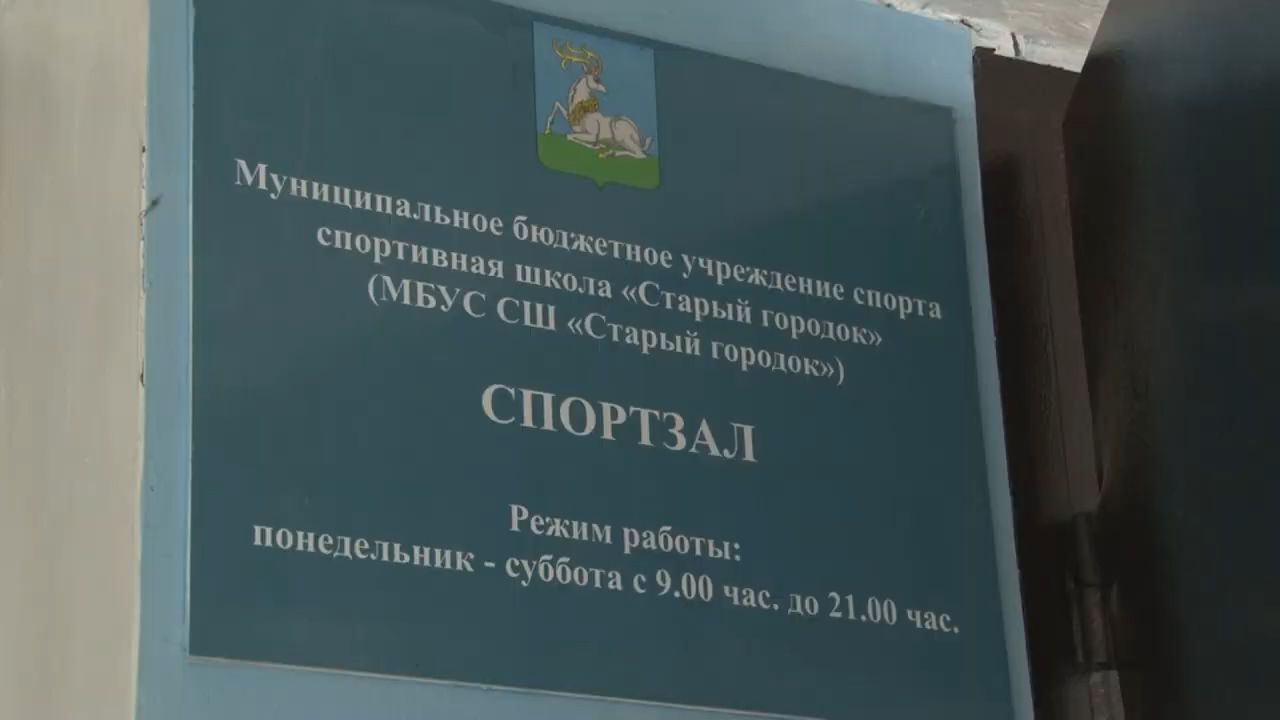 Муниципальное бюджетное учреждение спорта
спортивная школа «Старый городок»
(МБУС СШ «Старый городок»)
СПОРТЗАЛ
Режим работы:
понедельник - суббота с 9.00 час. до 21.00 час.